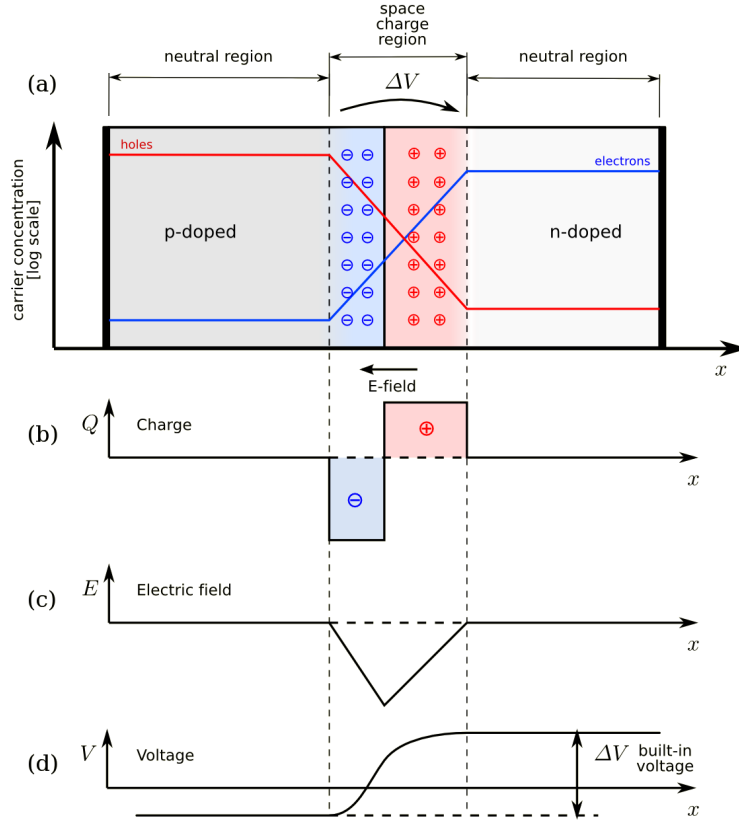 space
charge
region
neutral region
neutral region
(a)
ΔV
holes
electrons
carrier concentration
[log scale]
p-doped
n-doped
⊖ ⊖ ⊕ ⊕
⊖ ⊖ ⊕ ⊕
⊖ ⊖ ⊕ ⊕
⊖ ⊖ ⊕ ⊕
⊖ ⊖ ⊕ ⊕
⊖ ⊖ ⊕ ⊕
⊖ ⊖ ⊕ ⊕
x
E-field
(b)
Q
Charge
⊕
⊖
x
(c)
E
Electric field
x
(d)
V
Voltage
ΔV
built-in
voltage
x